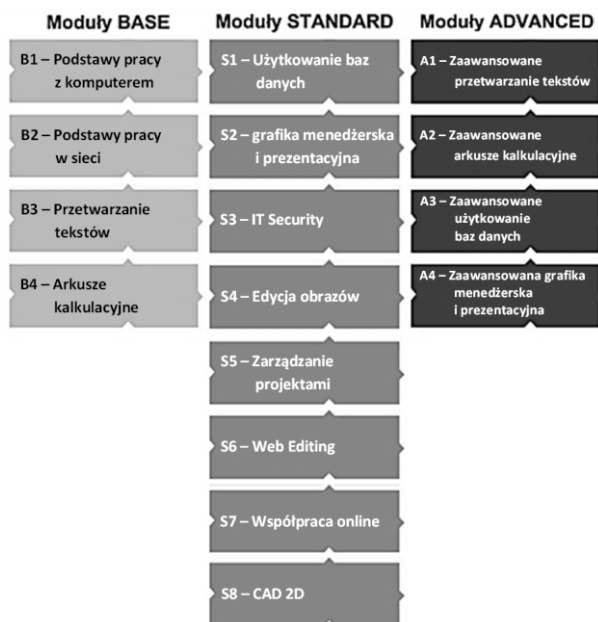 Moduły BASE
B1 – Podstawy pracy
z komputerem
B2 – Podstawy pracy
w sieci
B3 – Przetwarzanie
tekstów
B4 – Arkusze
kalkulacyjne
Moduły STANDARD
S1 – Użytkowanie baz
danych
S2 – grafika menedżerska
i prezentacyjna
S3 – IT Security
S4 – Edycja obrazów
S5 – Zarządzanie
projektami
S6 – Web Editing
S7 – Współpraca online
S8 – CAD 2D
Moduły ADVANCED
A1 – Zaawansowane
przetwarzanie tekstów
A2 – Zaawansowane
arkusze kalkulacyjne
A3 – Zaawansowane
użytkowanie
baz danych
A4 – Zaawansowana grafika
menedżerska
i prezentacyjna